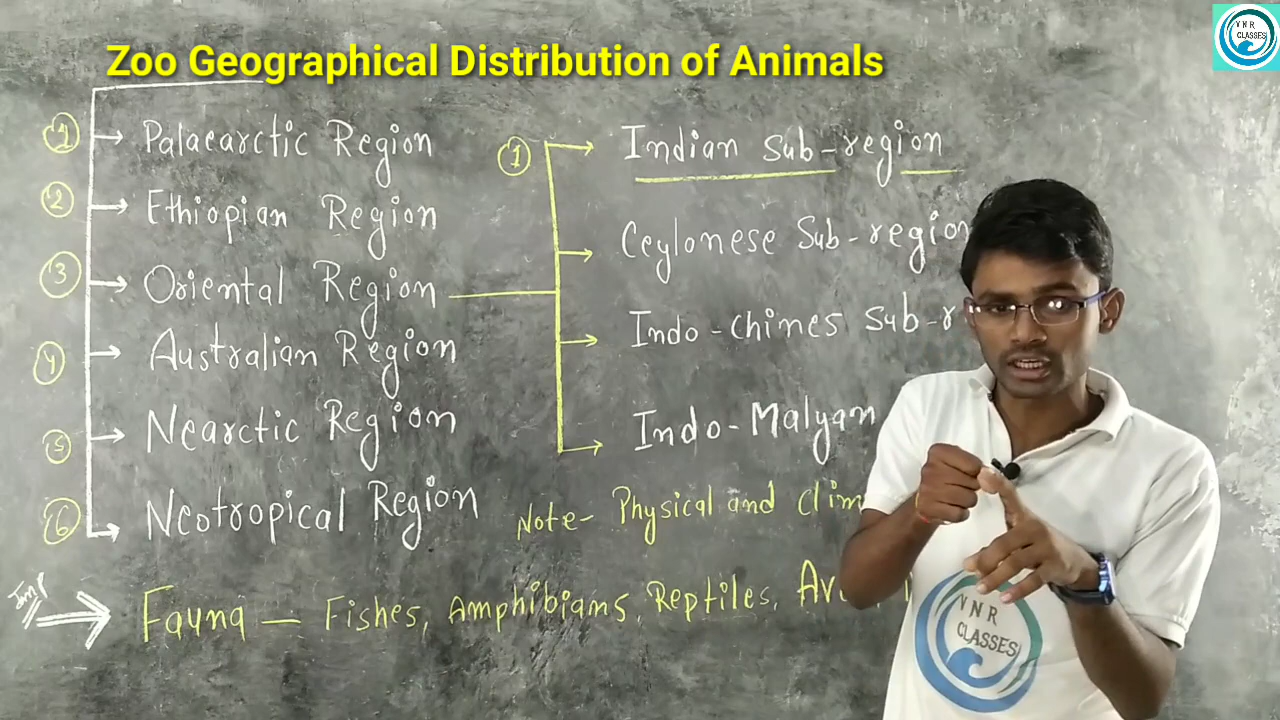 Zoo Geographical Distribution of Animals
VNR
CLASSES
1 Palaearctic Region
2 Ethiopian Region
3 Oriental Region
4 Australian Region
5 Nearctic Region
6 Neotropical Region
1 Indian Sub-region
Ceylonese Sub-region
Indo-Chines Sub-r
Indo-Malyan
Note- Physical and Clim
Imp
Fauna — Fishes, Amphibians, Reptiles,
VNR
CLASSES